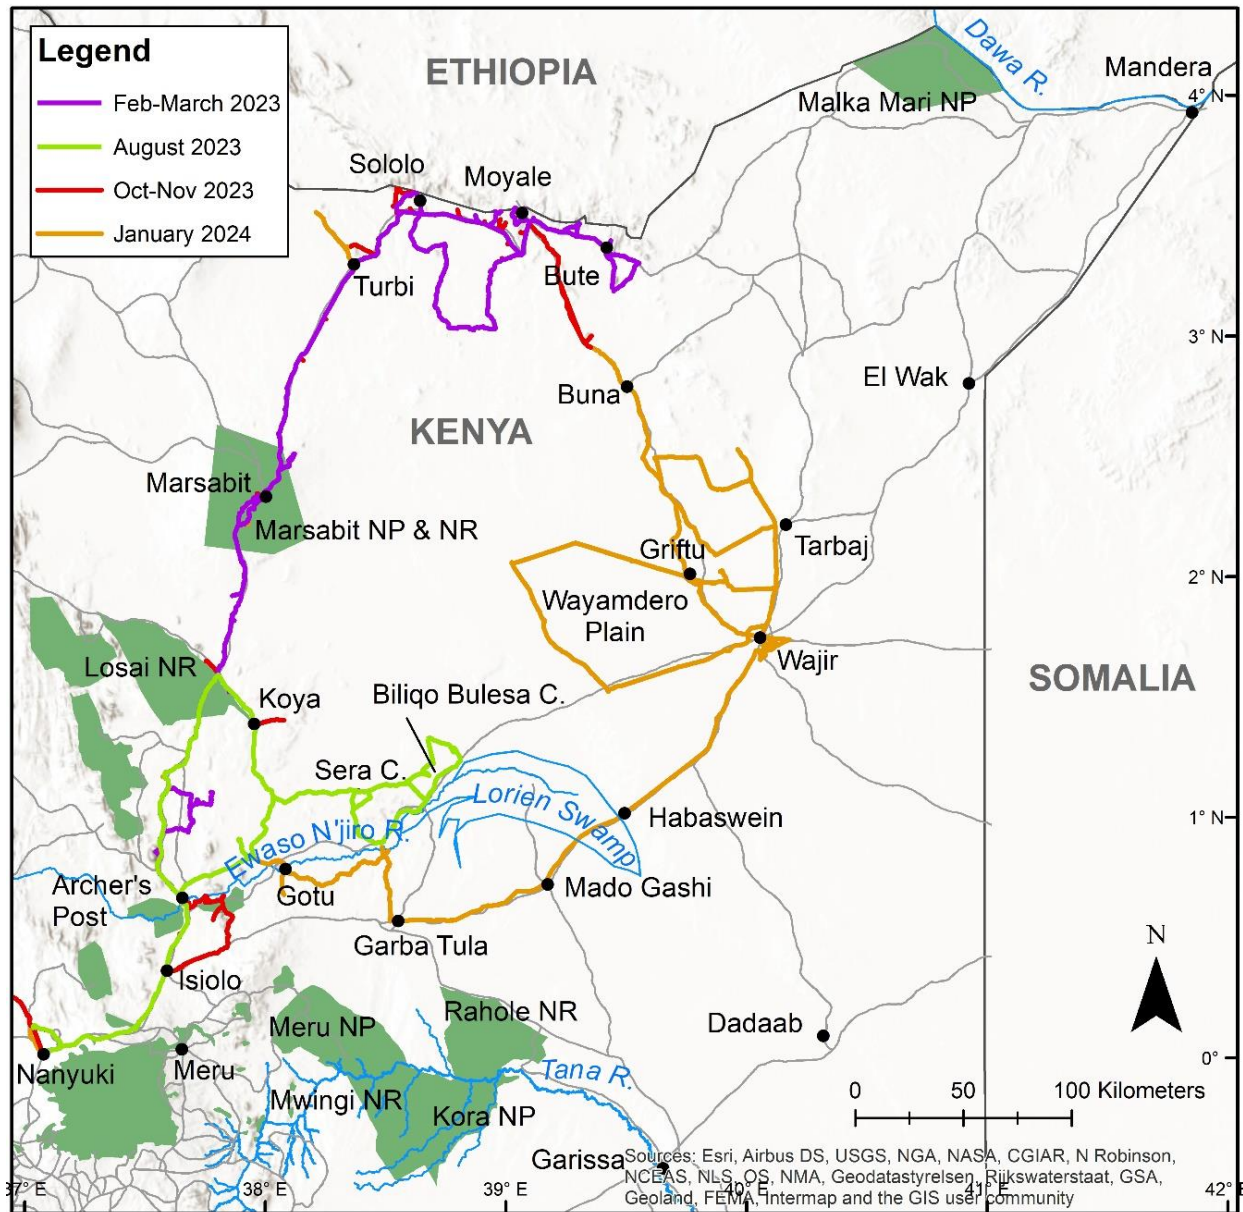 Legend
Feb-March 2023
August 2023
Oct-Nov 2023
January 2024
ETHIOPIA
Dawa R.
Mandera
4° N
Malka Mari NP
Sololo
Moyale
Turbi
Bute
3° N
El Wak
Buna
KENYA
Marsabit
Marsabit NP & NR
Tarbaj
Griftu
2° N
Wayamdero
Plain
Wajir
Losai NR
SOMALIA
Koya
Biliqo Bulesa C.
Sera C.
Lorien Swamp
Habaswein
1° N
Ewaso N'jiro R.
Archer's
Post
Gotu
Mado Gashi
Garba Tula
Isiolo
N
Rahole NR
Meru NP
Dadaab
0°
Nanyuki
Meru
Tana R.
0 50 100 Kilometers
Mwingi NR
Kora NP
Garissa
Sources: Esri, Airbus DS, USGS, NGA, NASA, CGIAR, N Robinson,
NCEAS, NLS, OS, NMA, Geodatastyrelsen, Rijkswaterstaat, GSA,
Geoland, FEMA, Intermap and the GIS user community
37° E
38° E
39° E
40° E
41° E
42° E